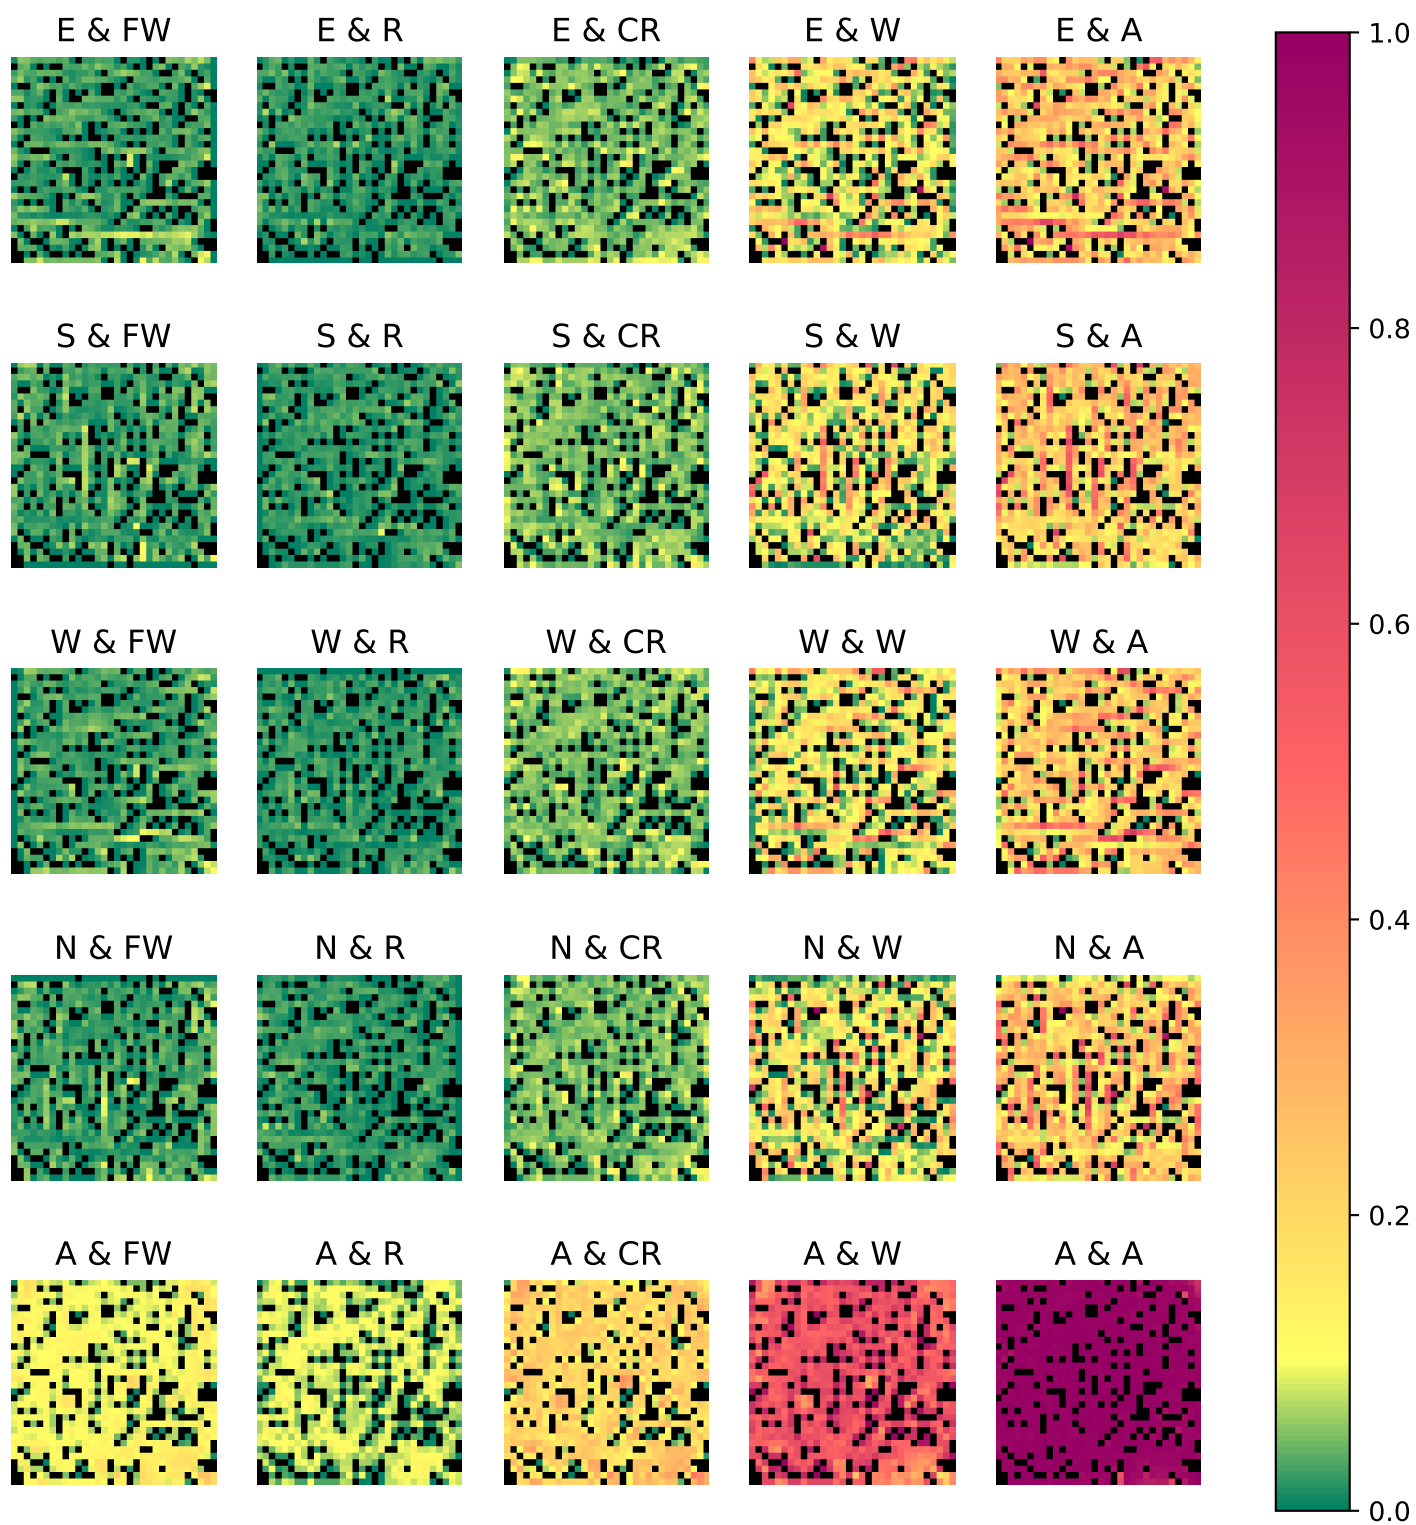 E & FW E & R E & CR E & W E & A
1.0
S & FW S & R S & CR S & W S & A
0.8
W & FW W & R W & CR W & W W & A
0.6
N & FW N & R N & CR N & W N & A
0.4
0.2
A & FW A & R A & CR A & W A & A
0.0